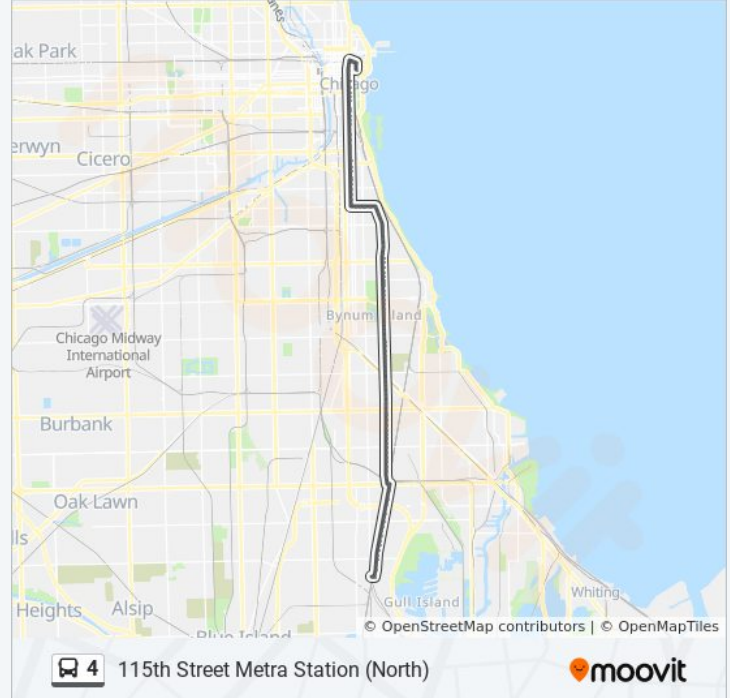 nes
ak Park
Chicago
erwyn
Cicero
Bynum Island
Chicago Midway
International
Airport
Burbank
Oak Lawn
lls
Whiting
Gull Island
Heights
Alsip
Blue Island
© OpenStreetMap contributors | © OpenMapTiles
4
115th Street Metra Station (North)
moovit